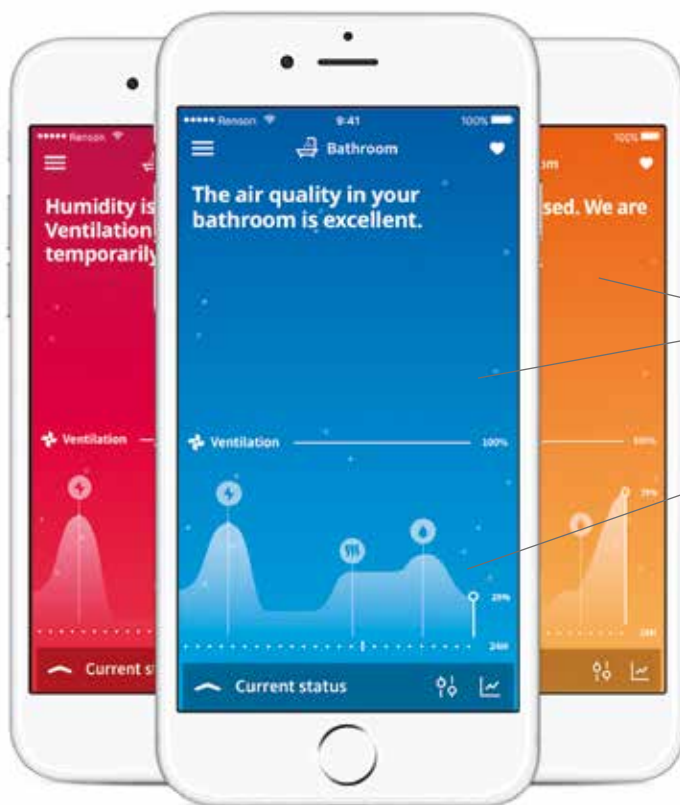 Renson
9:41
100%
Bathroom
The air quality in your
bathroom is excellent.
Ventilation
100%
25%
24H
Current status
Renson
Humidity is
Ventilation
temporarily
Ventilation
Current st
100%
om
sed. We are
100%
75%
24H